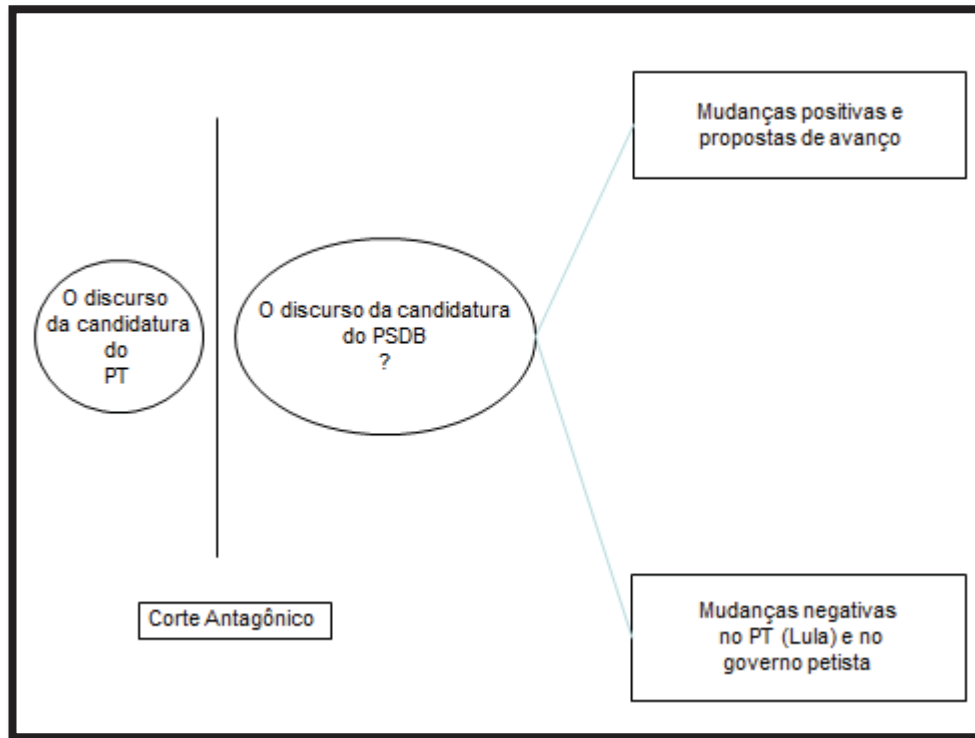 Mudanças positivas e
propostas de avanço
O discurso
da candidatura
do
PT
O discurso da candidatura
do PSDB
?
Corte Antagônico
Mudanças negativas
no PT (Lula) e no
governo petista